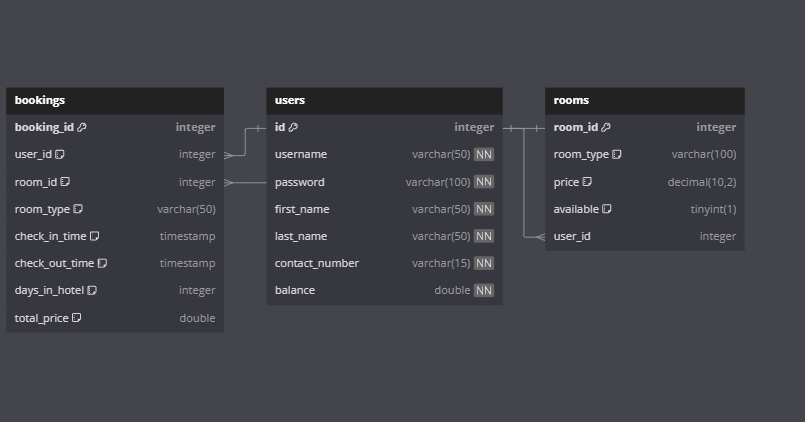 bookings
booking_id integer
user_id integer
room_id integer
room_type varchar(50)
check_in_time timestamp
check_out_time timestamp
days_in_hotel integer
total_price double
users
id integer
username varchar(50) NN
password varchar(100) NN
first_name varchar(50) NN
last_name varchar(50) NN
contact_number varchar(15) NN
balance double NN
rooms
room_id integer
room_type varchar(100)
price decimal(10,2)
available tinyint(1)
user_id integer